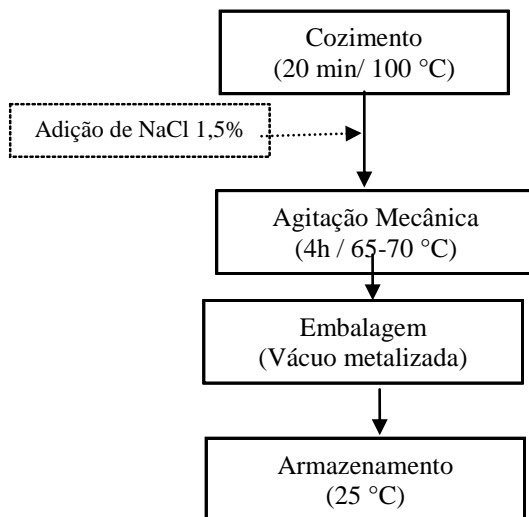 Cozimento
(20 min/ 100 °C)
Adição de NaCl 1,5%
Agitação Mecânica
(4h / 65-70 °C)
Embalagem
(Vácuo metalizada)
Armazenamento
(25 °C)